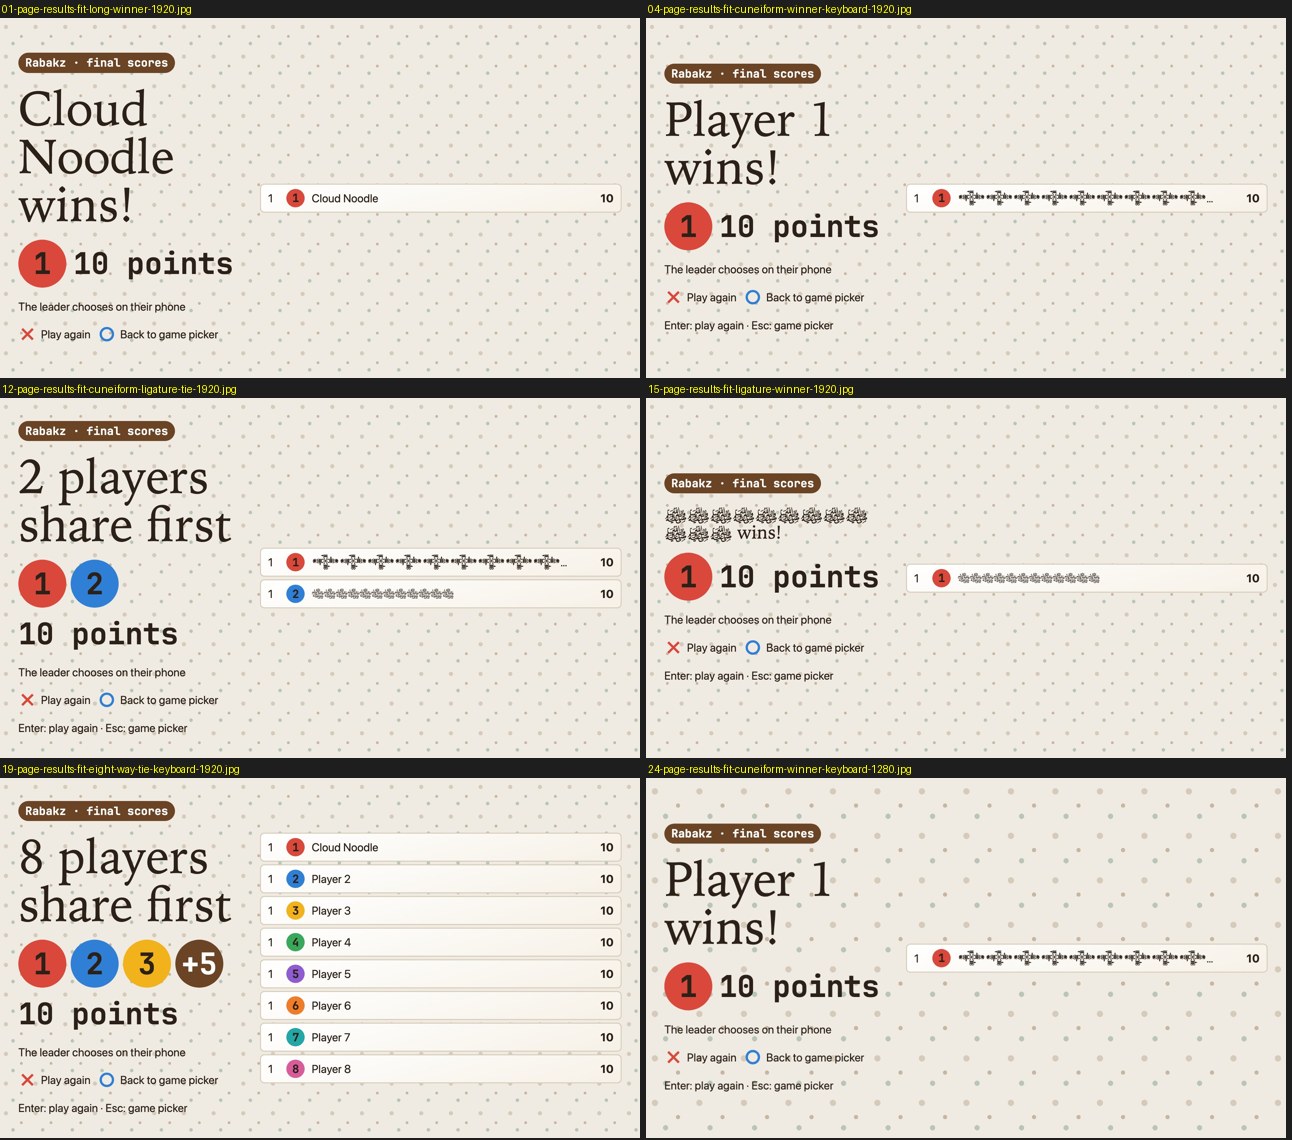 01-page-results-fit-long-winner-1920.jpg
Rabakz · final scores
Cloud
Noodle
wins!
1 10 points
The leader chooses on their phone
Play again Back to game picker
1 1 Cloud Noodle 10
04-page-results-fit-cuneiform-winner-keyboard-1920.jpg
Rabakz · final scores
Player 1
wins!
1 10 points
The leader chooses on their phone
Play again Back to game picker
Enter: play again · Esc: game picker
1 1 … 10
12-page-results-fit-cuneiform-ligature-tie-1920.jpg
Rabakz · final scores
2 players
share first
1 2
10 points
The leader chooses on their phone
Play again Back to game picker
Enter: play again · Esc: game picker
1 1 … 10
1 2 10
15-page-results-fit-ligature-winner-1920.jpg
Rabakz · final scores
wins!
1 10 points
The leader chooses on their phone
Play again Back to game picker
Enter: play again · Esc: game picker
1 1 10
19-page-results-fit-eight-way-tie-keyboard-1920.jpg
Rabakz · final scores
8 players
share first
1 2 3 +5
10 points
The leader chooses on their phone
Play again Back to game picker
Enter: play again · Esc: game picker
1 1 Cloud Noodle 10
1 2 Player 2 10
1 3 Player 3 10
1 4 Player 4 10
1 5 Player 5 10
1 6 Player 6 10
1 7 Player 7 10
1 8 Player 8 10
24-page-results-fit-cuneiform-winner-keyboard-1280.jpg
Rabakz · final scores
Player 1
wins!
1 10 points
The leader chooses on their phone
Play again Back to game picker
Enter: play again · Esc: game picker
1 1 … 10